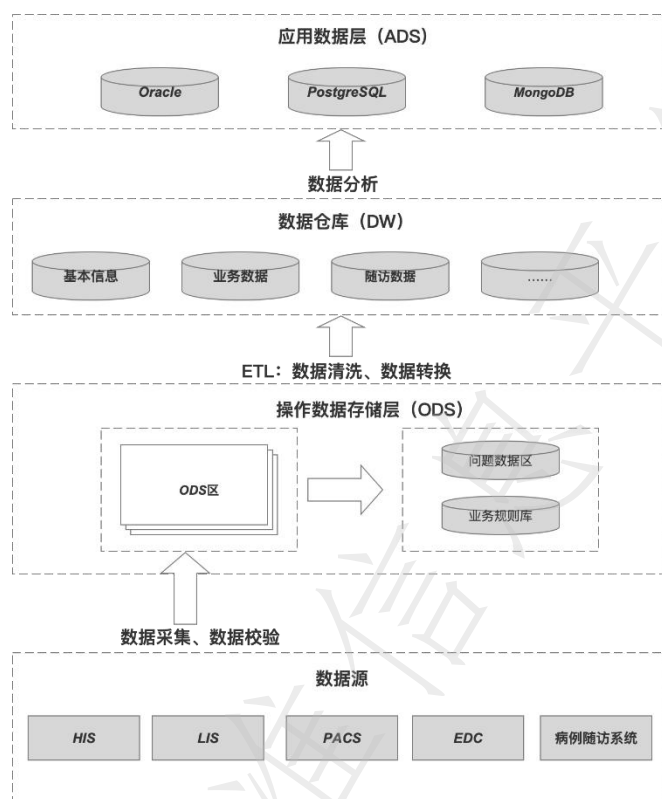 应用数据层（ADS）
Oracle
PostgreSQL
MongoDB
数据分析
数据仓库（DW）
基本信息
业务数据
随访数据
……
ETL：数据清洗、数据转换
操作数据存储层（ODS）
ODS区
问题数据区
业务规则库
数据采集、数据校验
数据源
HIS
LIS
PACS
EDC
病例随访系统